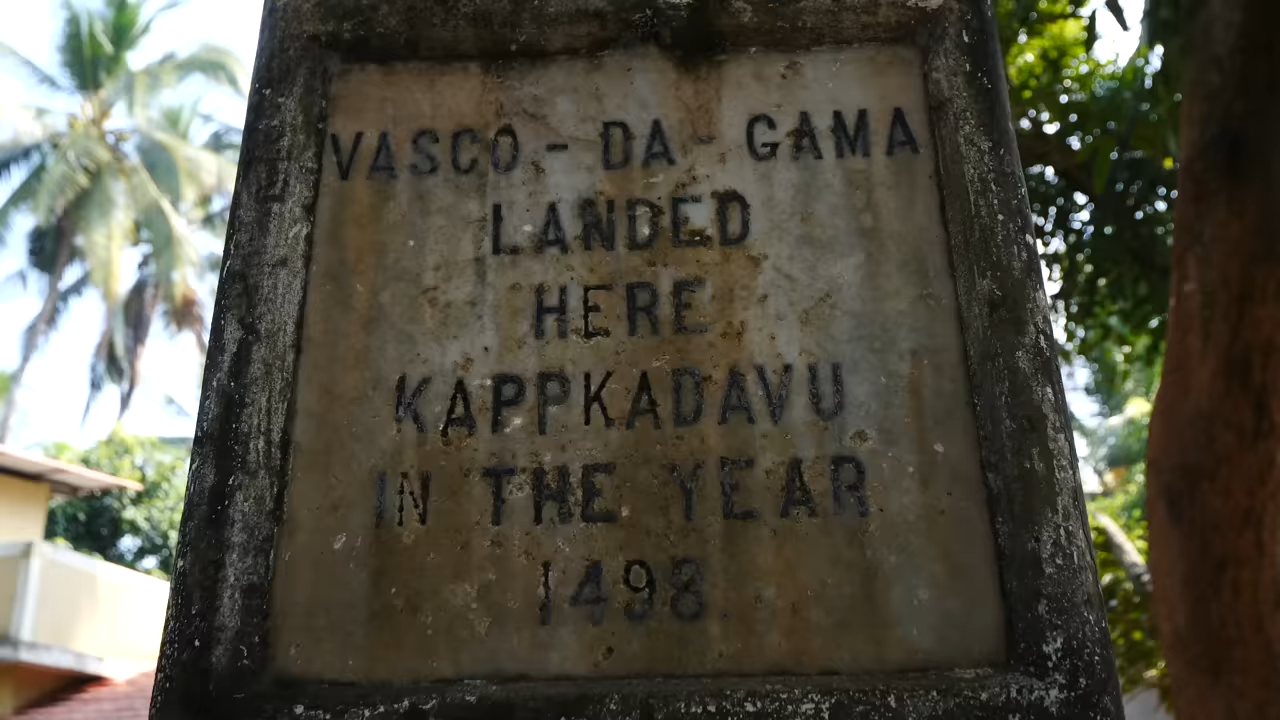 VASCO - DA - GAMA
LANDED
HERE
KAPPKADAVU
IN THE YEAR
1498